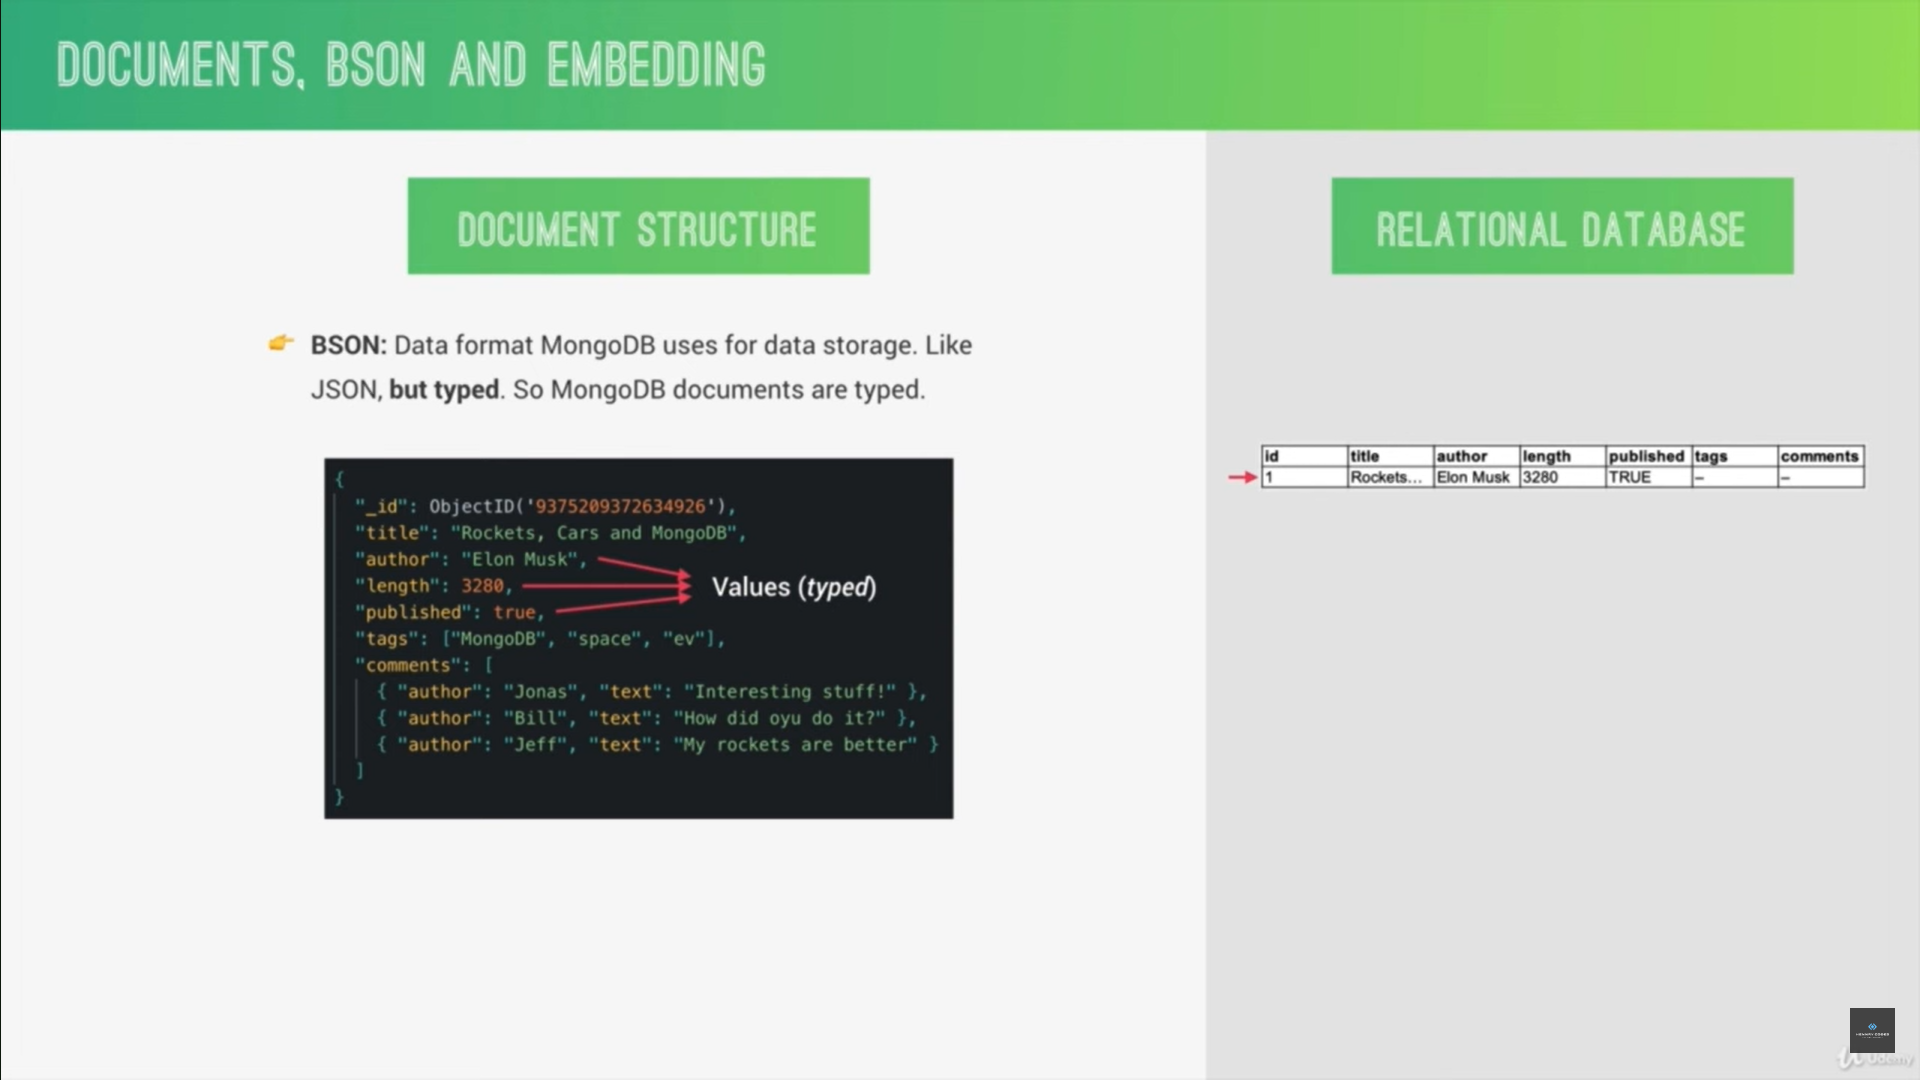 DOCUMENTS, BSON AND EMBEDDING
DOCUMENT STRUCTURE
BSON: Data format MongoDB uses for data storage. Like
JSON, but typed. So MongoDB documents are typed.
{
"_id": ObjectID('9375209372634926'),
"title": "Rockets, Cars and MongoDB",
"author": "Elon Musk",
"length": 3280,
"published": true,
"tags": ["MongoDB", "space", "ev"],
"comments": [
{ "author": "Jonas", "text": "Interesting stuff!" },
{ "author": "Bill", "text": "How did oyu do it?" },
{ "author": "Jeff", "text": "My rockets are better" }
]
}
Values (typed)
RELATIONAL DATABASE
id title author length published tags comments
1 Rockets... Elon Musk 3280 TRUE – –
Udemy